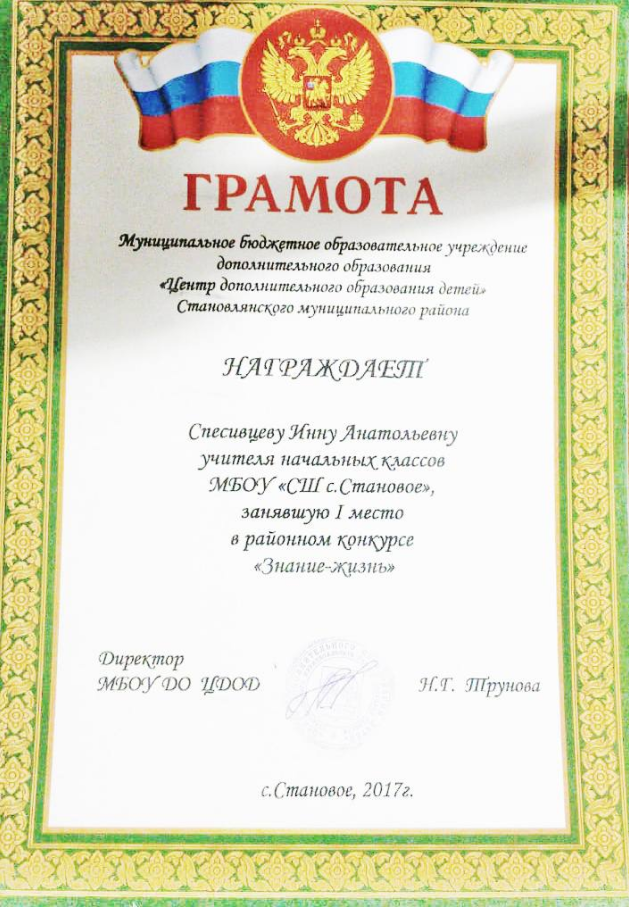 ГРАМОТА
Муниципальное бюджетное образовательное учреждение
дополнительного образования
«Центр дополнительного образования детей»
Становлянского муниципального района
НАГРАЖДАЕТ
Спесивцеву Инну Анатольевну
учителя начальных классов
МБОУ «СШ с.Становое»,
занявшую I место
в районном конкурсе
«Знание-жизнь»
Директор
МБОУ ДО ЦДОД Н.Г. Трунова
с.Становое, 2017г.